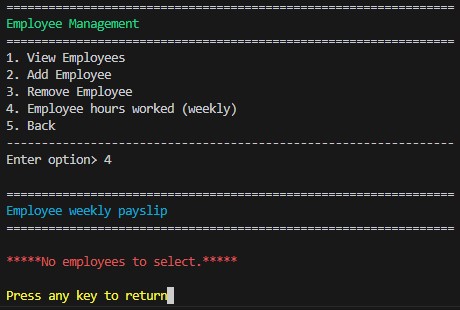 ================================================================
Employee Management
================================================================
1. View Employees
2. Add Employee
3. Remove Employee
4. Employee hours worked (weekly)
5. Back
----------------------------------------------------------------
Enter option> 4
================================================================
Employee weekly payslip
================================================================
*****No employees to select.*****
Press any key to return